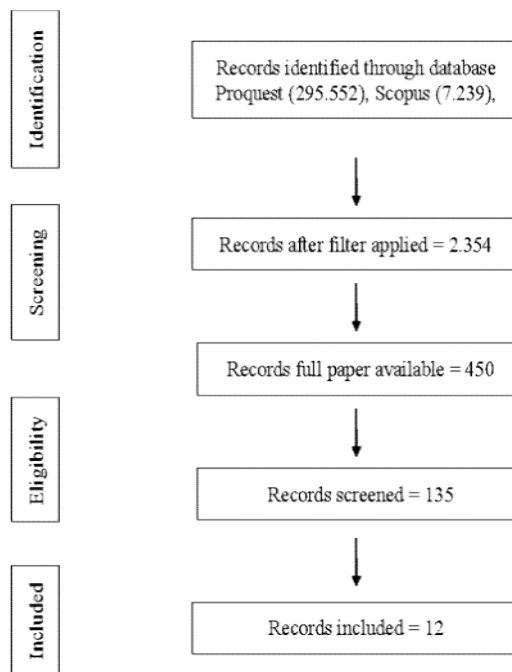 Identification
Records identified through database
Proquest (295.552), Scopus (7.239),
Screening
Records after filter applied = 2.354
Records full paper available = 450
Eligibility
Records screened = 135
Included
Records included = 12